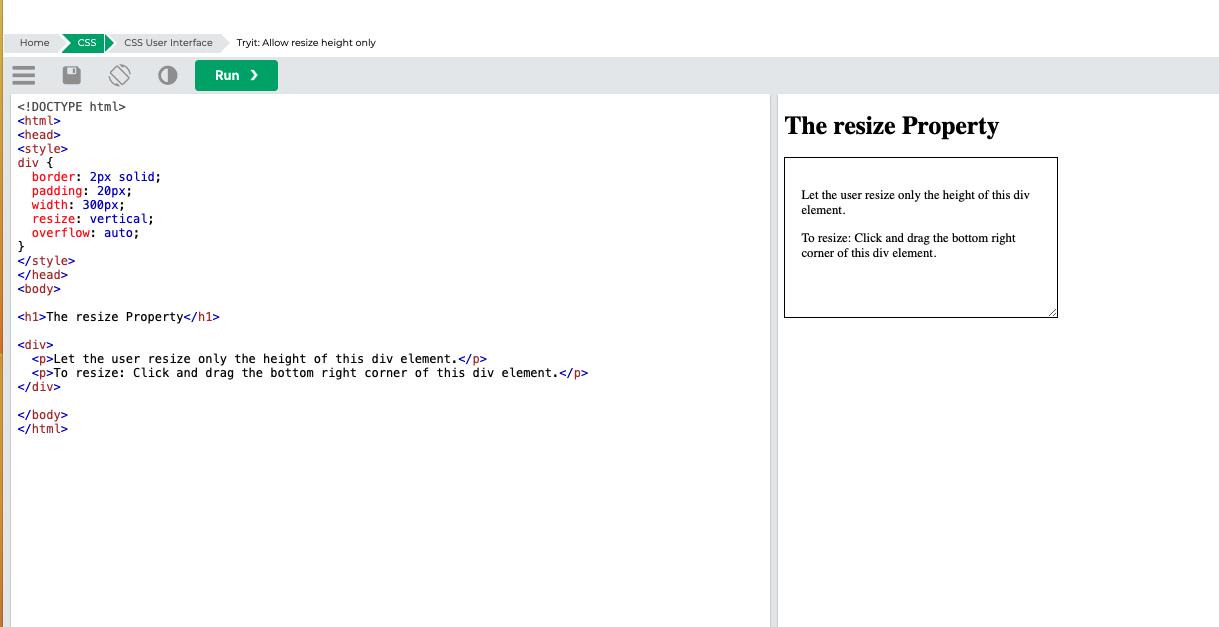 Home CSS CSS User Interface Tryit: Allow resize height only
Run ❯
<!DOCTYPE html>
<html>
<head>
<style>
div {
  border: 2px solid;
  padding: 20px;
  width: 300px;
  resize: vertical;
  overflow: auto;
}
</style>
</head>
<body>

<h1>The resize Property</h1>

<div>
  <p>Let the user resize only the height of this div element.</p>
  <p>To resize: Click and drag the bottom right corner of this div element.</p>
</div>

</body>
</html>
The resize Property
Let the user resize only the height of this div
element.
To resize: Click and drag the bottom right
corner of this div element.